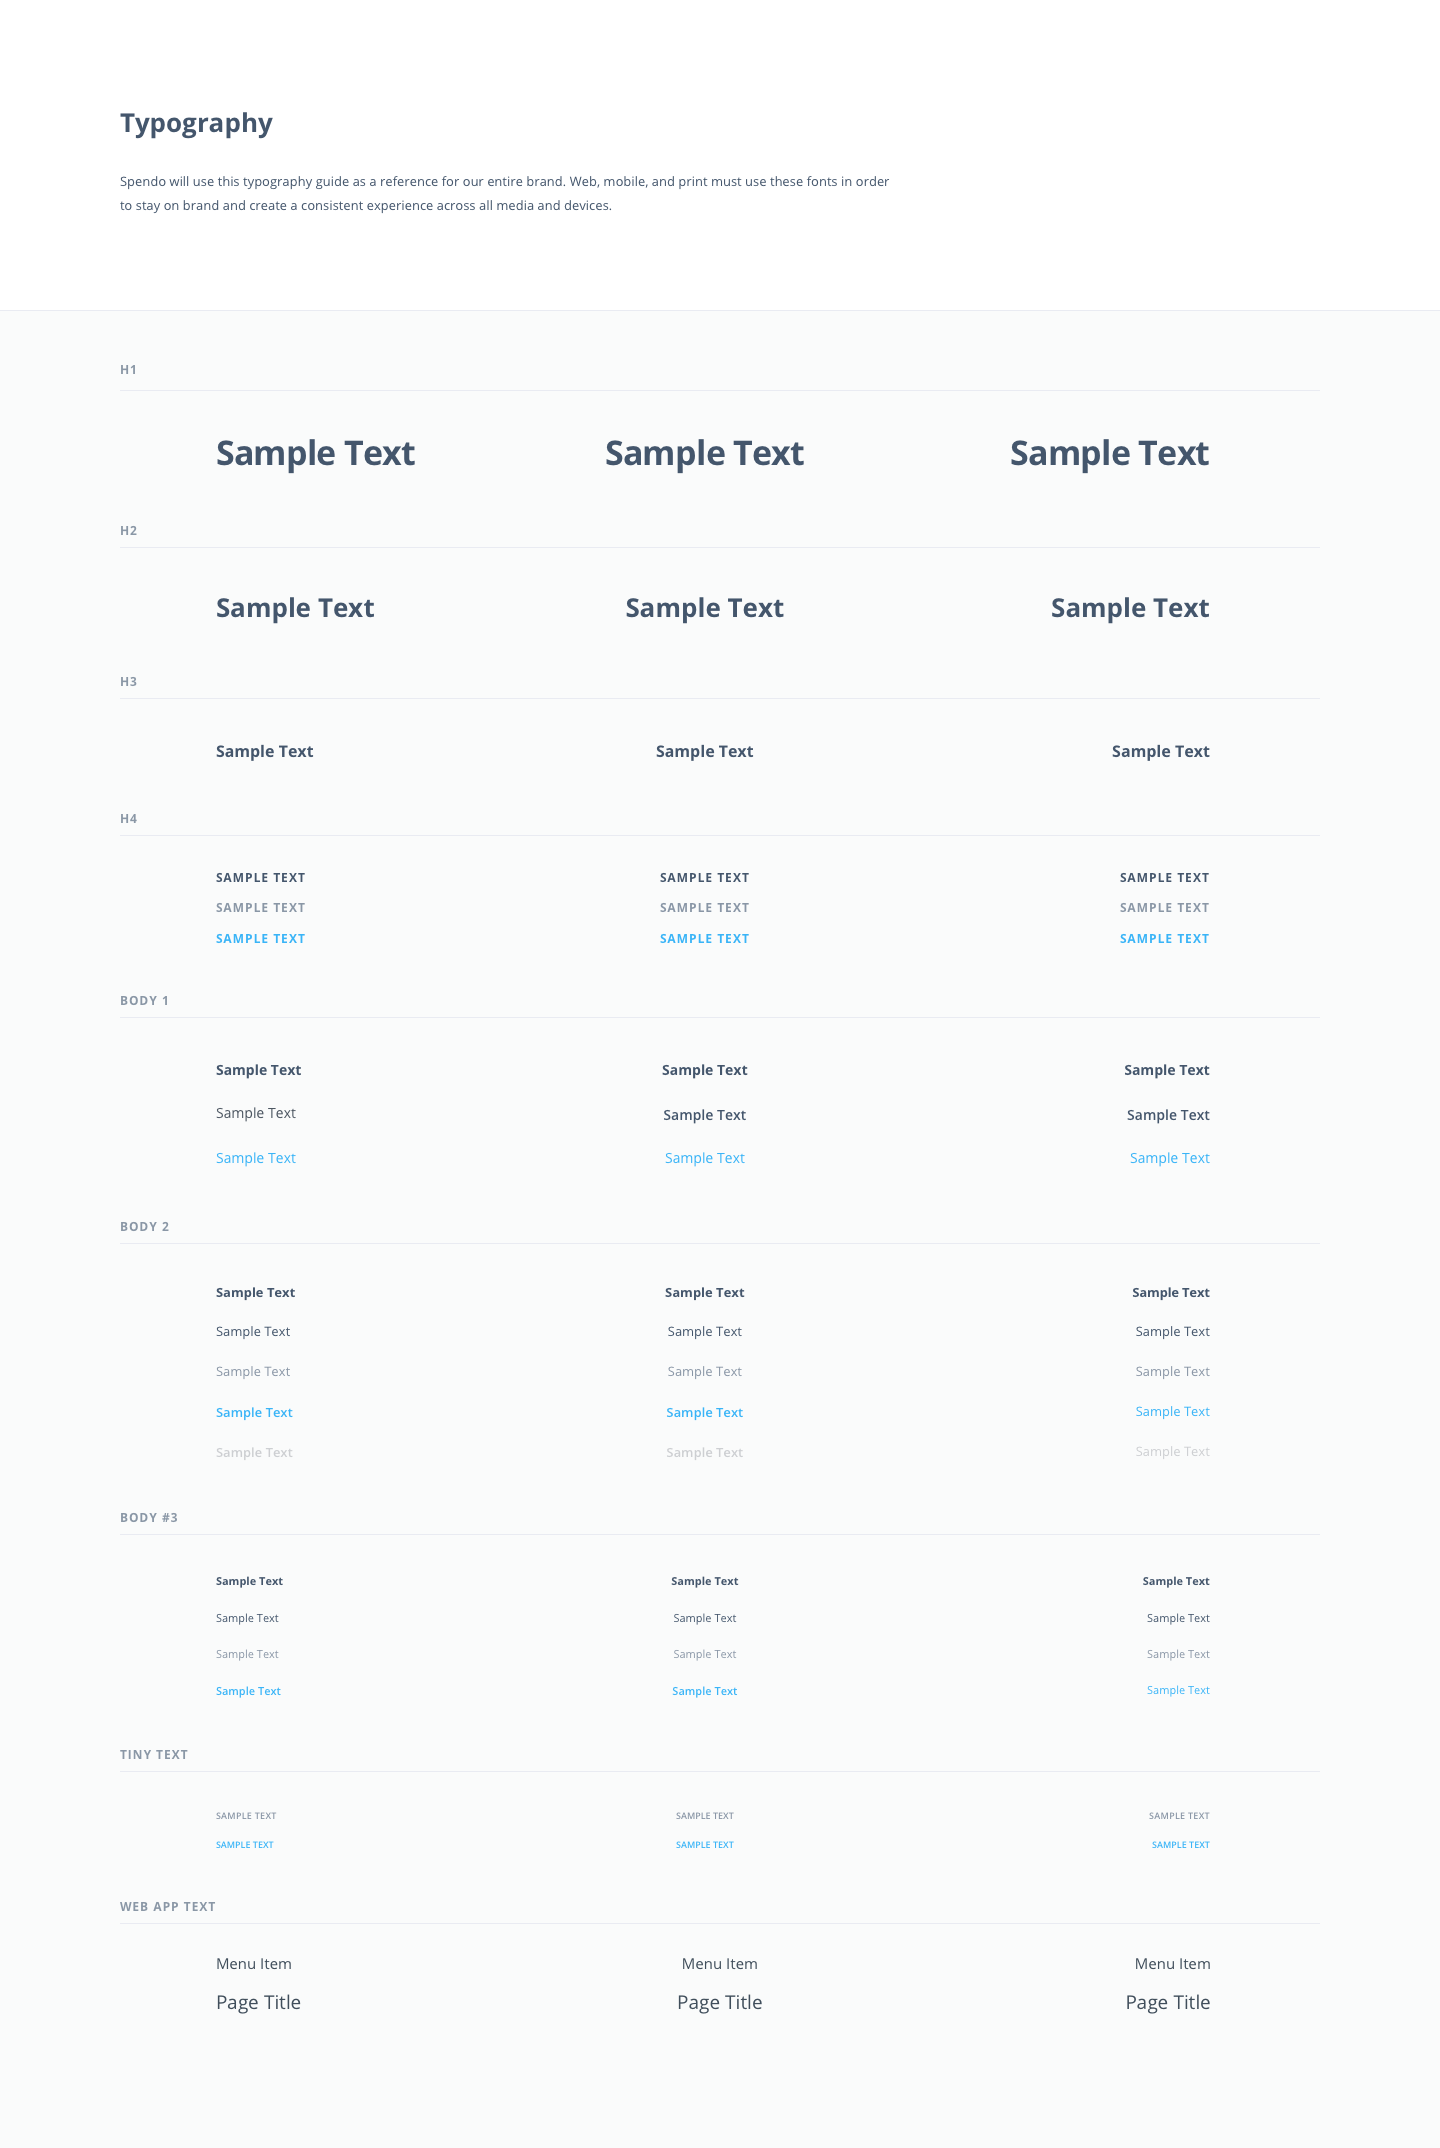 Typography
Spendo will use this typography guide as a reference for our entire brand. Web, mobile, and print must use these fonts in order
to stay on brand and create a consistent experience across all media and devices.
H1
Sample Text Sample Text Sample Text
H2
Sample Text Sample Text Sample Text
H3
Sample Text Sample Text Sample Text
H4
SAMPLE TEXT SAMPLE TEXT SAMPLE TEXT
SAMPLE TEXT SAMPLE TEXT SAMPLE TEXT
SAMPLE TEXT SAMPLE TEXT SAMPLE TEXT
BODY 1
Sample Text Sample Text Sample Text
Sample Text Sample Text Sample Text
Sample Text Sample Text Sample Text
BODY 2
Sample Text Sample Text Sample Text
Sample Text Sample Text Sample Text
Sample Text Sample Text Sample Text
Sample Text Sample Text Sample Text
Sample Text Sample Text Sample Text
BODY #3
Sample Text Sample Text Sample Text
Sample Text Sample Text Sample Text
Sample Text Sample Text Sample Text
Sample Text Sample Text Sample Text
TINY TEXT
SAMPLE TEXT SAMPLE TEXT SAMPLE TEXT
SAMPLE TEXT SAMPLE TEXT SAMPLE TEXT
WEB APP TEXT
Menu Item Menu Item Menu Item
Page Title Page Title Page Title